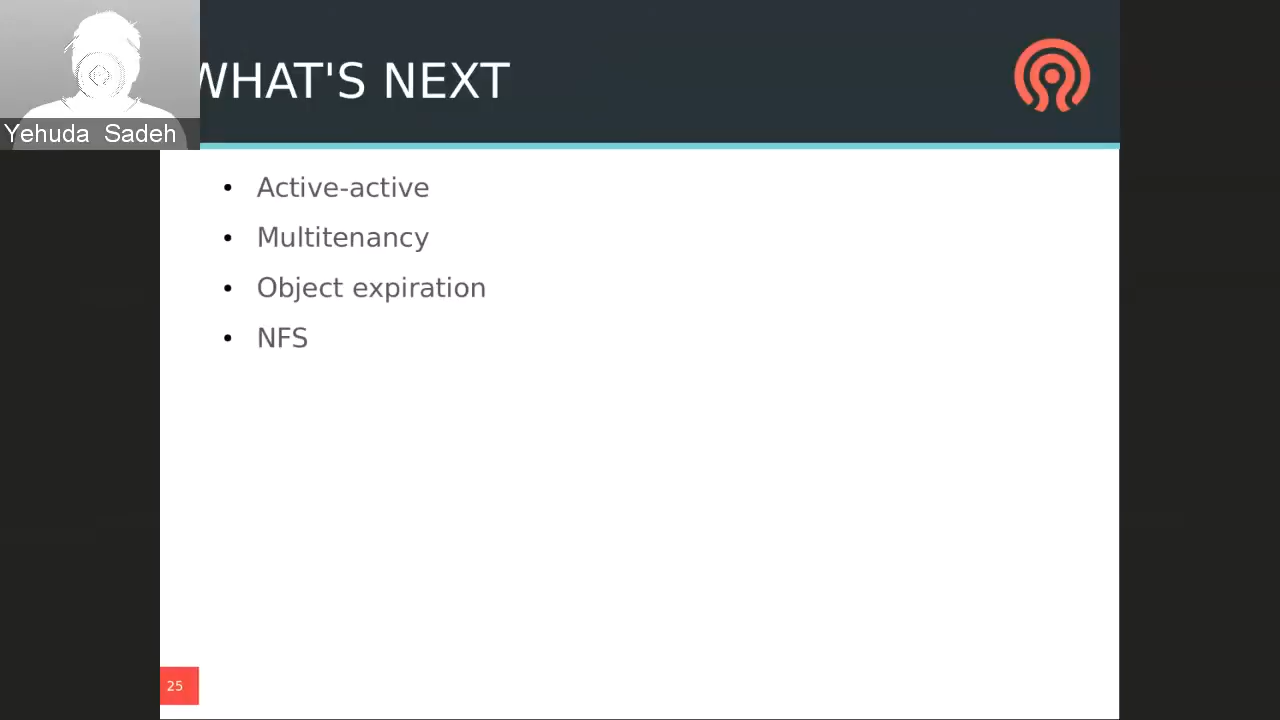 WHAT'S NEXT
Yehuda Sadeh
• Active-active
• Multitenancy
• Object expiration
• NFS
25